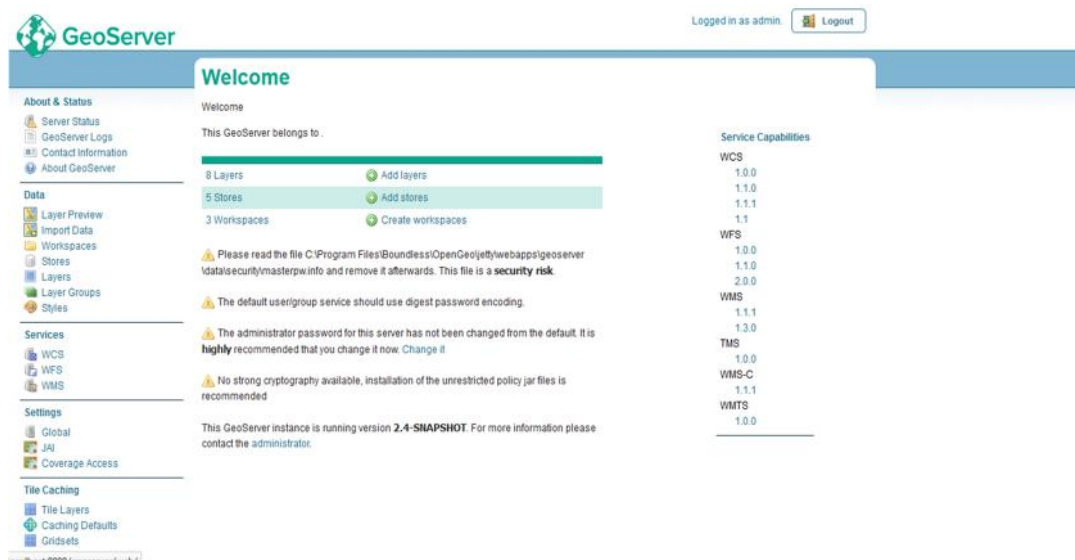 GeoServer
Logged in as admin.
Logout
About & Status
Server Status
GeoServer Logs
Contact Information
About GeoServer
Data
Layer Preview
Import Data
Workspaces
Stores
Layers
Layer Groups
Styles
Services
WCS
WFS
WMS
Settings
Global
JAI
Coverage Access
Tile Caching
Tile Layers
Caching Defaults
Gridsets
Welcome
Welcome
This GeoServer belongs to .
8 Layers Add layers
5 Stores Add stores
3 Workspaces Create workspaces
Please read the file C:\Program Files\Boundless\OpenGeo\jetty\webapps\geoserver
\data\security\masterpw.info and remove it afterwards. This file is a security risk.
The default user/group service should use digest password encoding.
The administrator password for this server has not been changed from the default. It is
highly recommended that you change it now. Change it
No strong cryptography available, installation of the unrestricted policy jar files is
recommended
This GeoServer instance is running version 2.4-SNAPSHOT. For more information please
contact the administrator.
Service Capabilities
WCS
1.0.0
1.1.0
1.1.1
1.1
WFS
1.0.0
1.1.0
2.0.0
WMS
1.1.1
1.3.0
TMS
1.0.0
WMS-C
1.1.1
WMTS
1.0.0